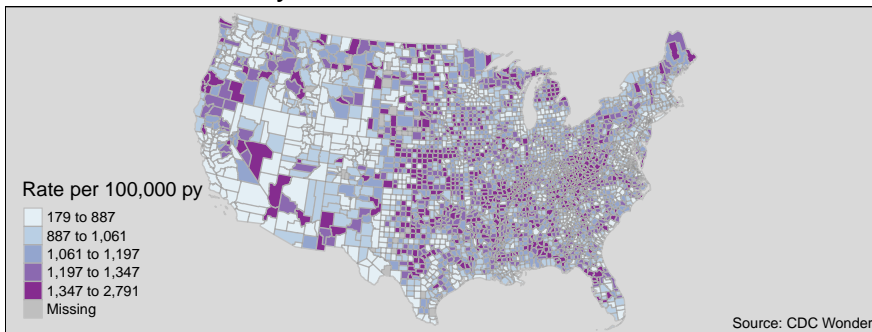 Rate per 100,000 py
179 to 887
887 to 1,061
1,061 to 1,197
1,197 to 1,347
1,347 to 2,791
Missing
Source: CDC Wonder